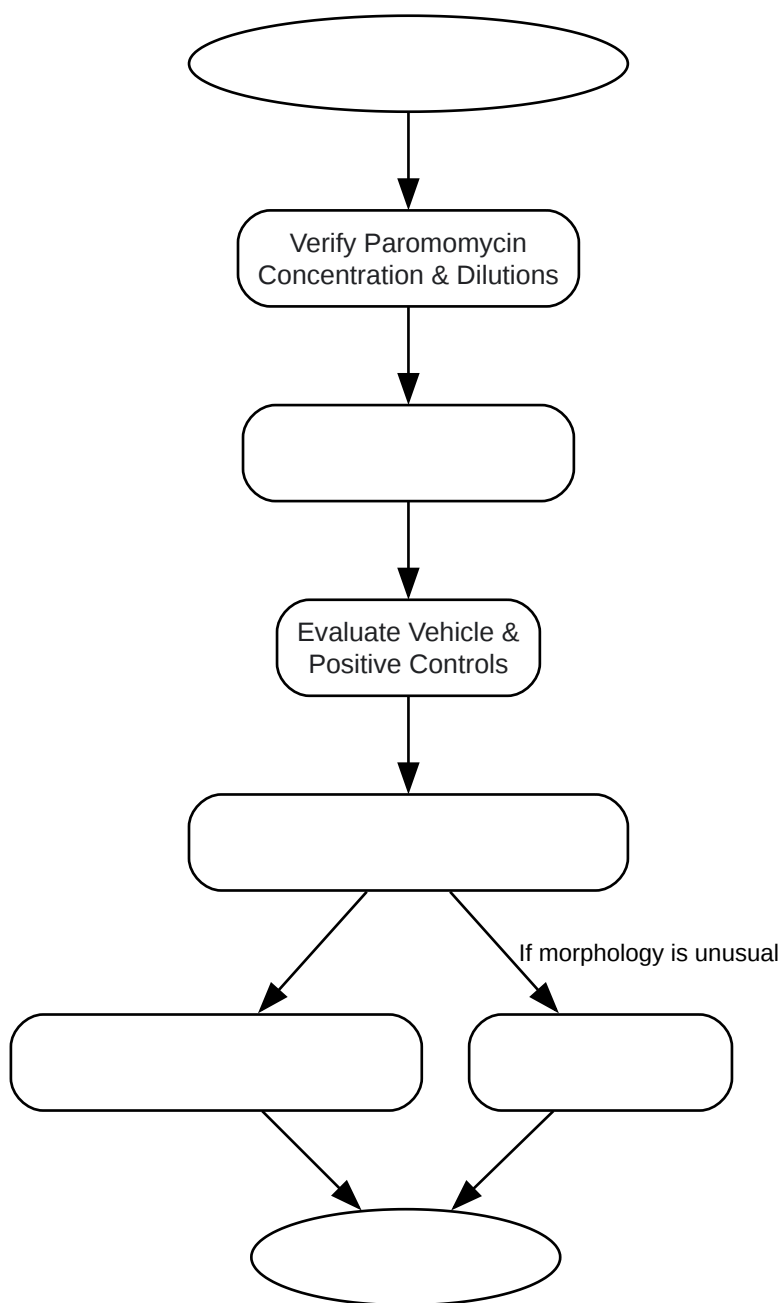 Verify Paromomycin
Concentration & Dilutions
Evaluate Vehicle &
Positive Controls
If morphology is unusual